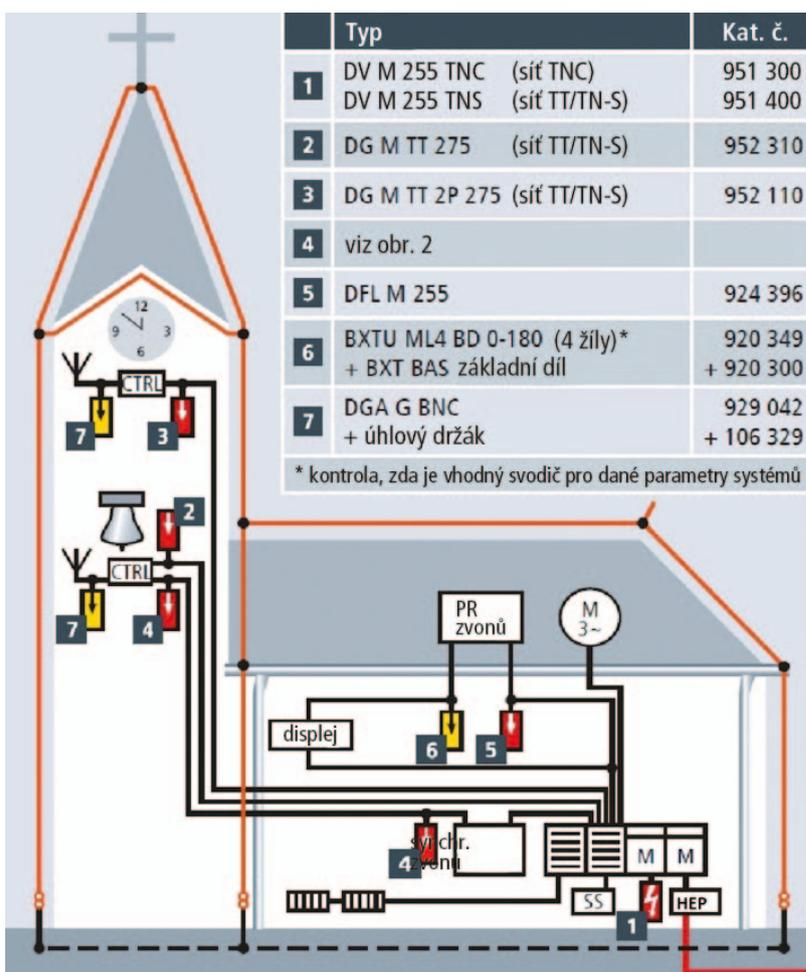 Typ Kat. č.
1 DV M 255 TNC (síť TNC) 951 300
DV M 255 TNS (síť TT/TN-S) 951 400
2 DG M TT 275 (síť TT/TN-S) 952 310
3 DG M TT 2P 275 (síť TT/TN-S) 952 110
4 viz obr. 2
5 DFL M 255 924 396
6 BXTU ML4 BD 0-180 (4 žíly)* 920 349
+ BXT BAS základní díl + 920 300
7 DGA G BNC 929 042
+ úhlový držák + 106 329
* kontrola, zda je vhodný svodič pro dané parametry systémů
12
9 3
6
CTRL
7 3
2
CTRL
7 4
PR
zvonů
M
3~
displej
6 5
synchr.
zvonů
4
M M
SS
HEP
1
8 8 8